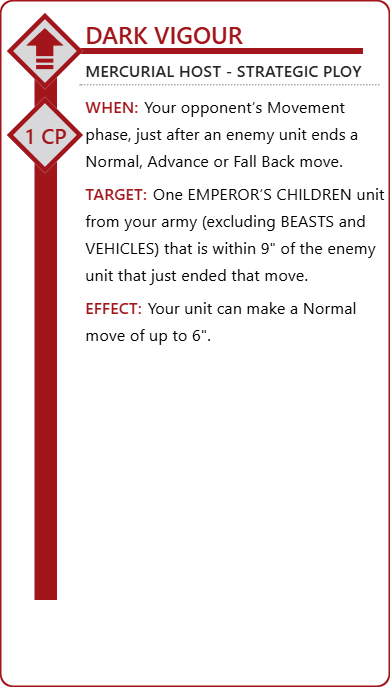 DARK VIGOUR
MERCURIAL HOST - STRATEGIC PLOY
1 CP
WHEN: Your opponent’s Movement
phase, just after an enemy unit ends a
Normal, Advance or Fall Back move.
TARGET: One EMPEROR’S CHILDREN unit
from your army (excluding BEASTS and
VEHICLES) that is within 9" of the enemy
unit that just ended that move.
EFFECT: Your unit can make a Normal
move of up to 6".